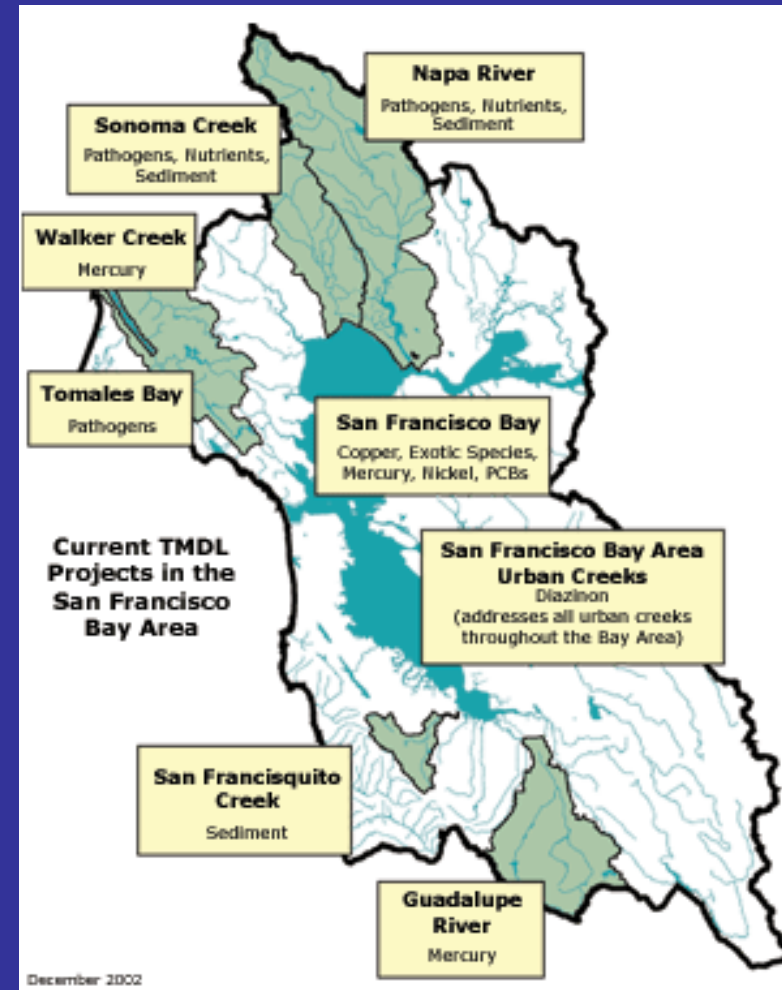 Napa River
Pathogens, Nutrients,
Sediment
Sonoma Creek
Pathogens, Nutrients,
Sediment
Walker Creek
Mercury
Tomales Bay
Pathogens
San Francisco Bay
Copper, Exotic Species,
Mercury, Nickel, PCBs
Current TMDL
Projects in the
San Francisco
Bay Area
San Francisco Bay Area
Urban Creeks
Diazinon
(addresses all urban creeks
throughout the Bay Area)
San Francisquito
Creek
Sediment
Guadalupe
River
Mercury
December 2002